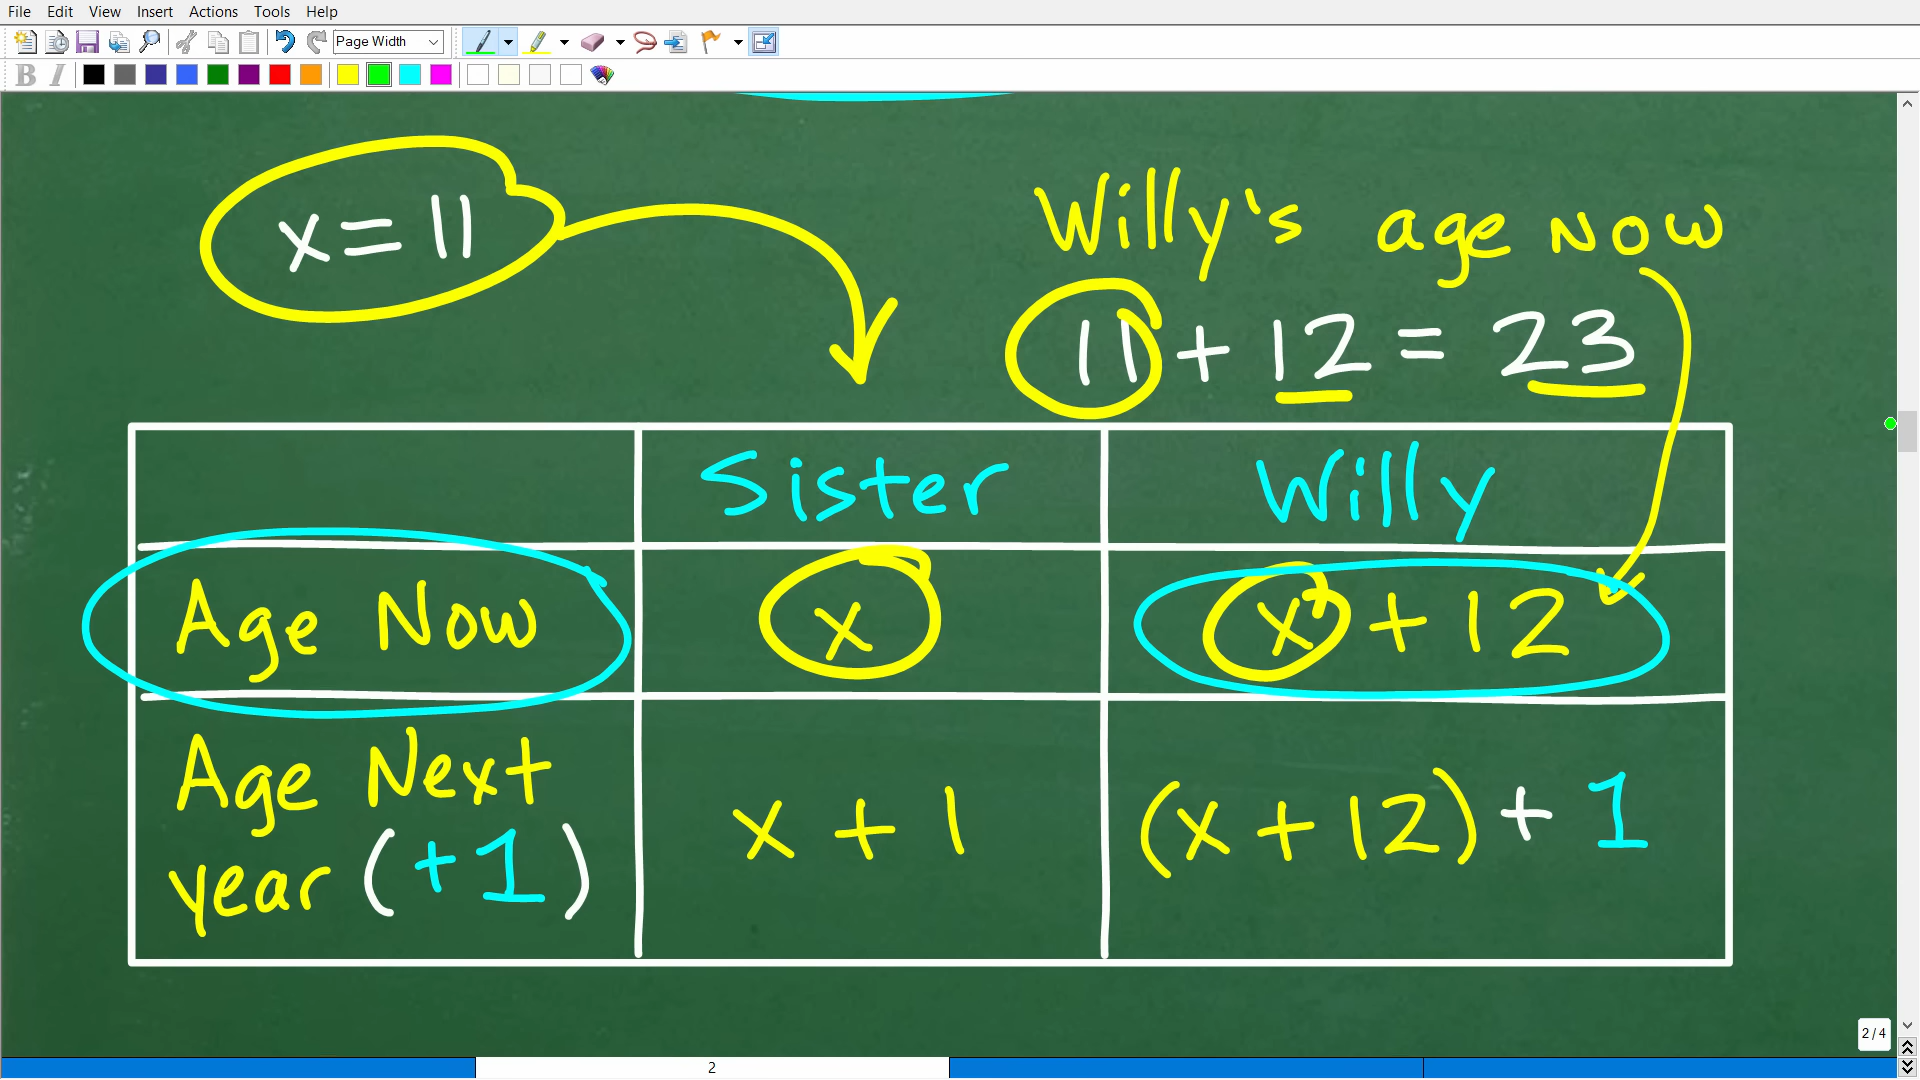 File Edit View Insert Actions Tools Help
Page Width
B I
x = 11
Willy's age now
11 + 12 = 23
Sister Willy
Age Now x x + 12
Age Next
year (+1) x + 1 (x + 12) + 1
2 / 4
2